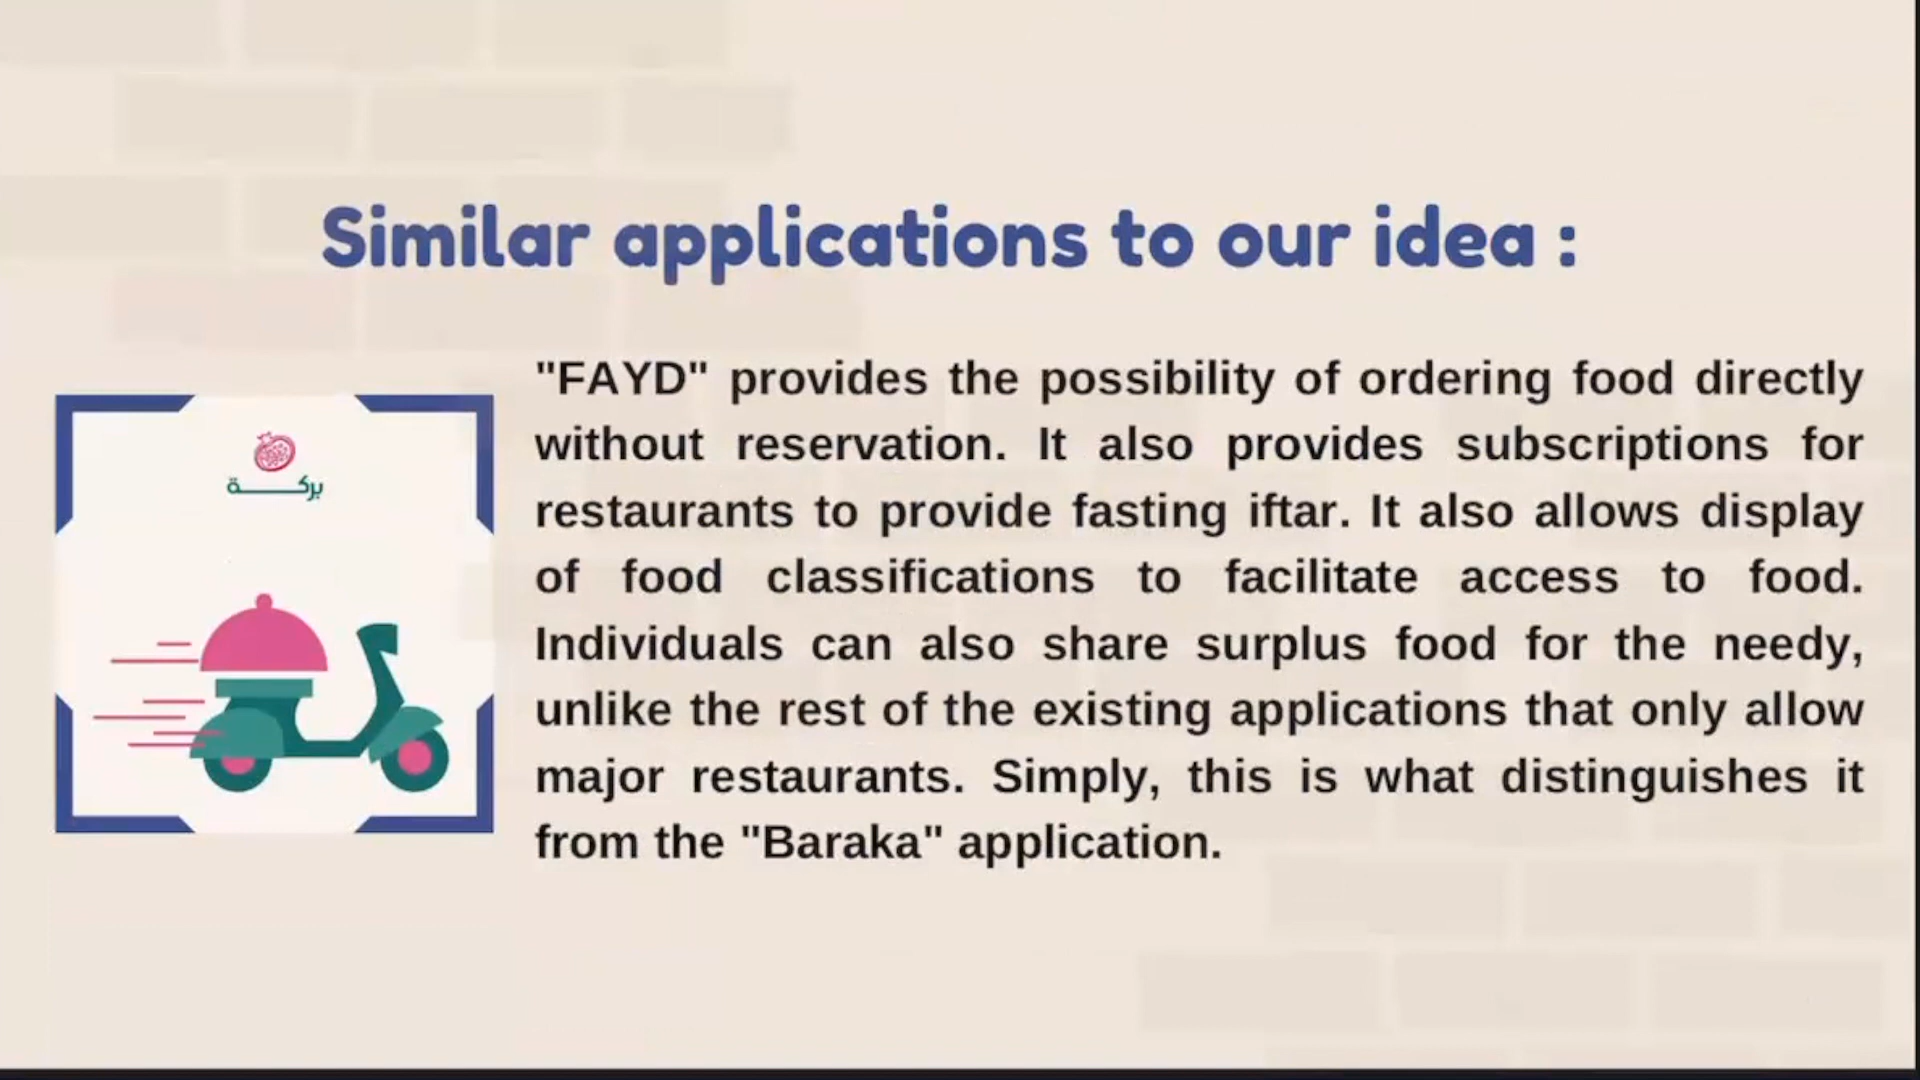 Similar applications to our idea :
بركـــــة
"FAYD" provides the possibility of ordering food directly
without reservation. It also provides subscriptions for
restaurants to provide fasting iftar. It also allows display
of food classifications to facilitate access to food.
Individuals can also share surplus food for the needy,
unlike the rest of the existing applications that only allow
major restaurants. Simply, this is what distinguishes it
from the "Baraka" application.